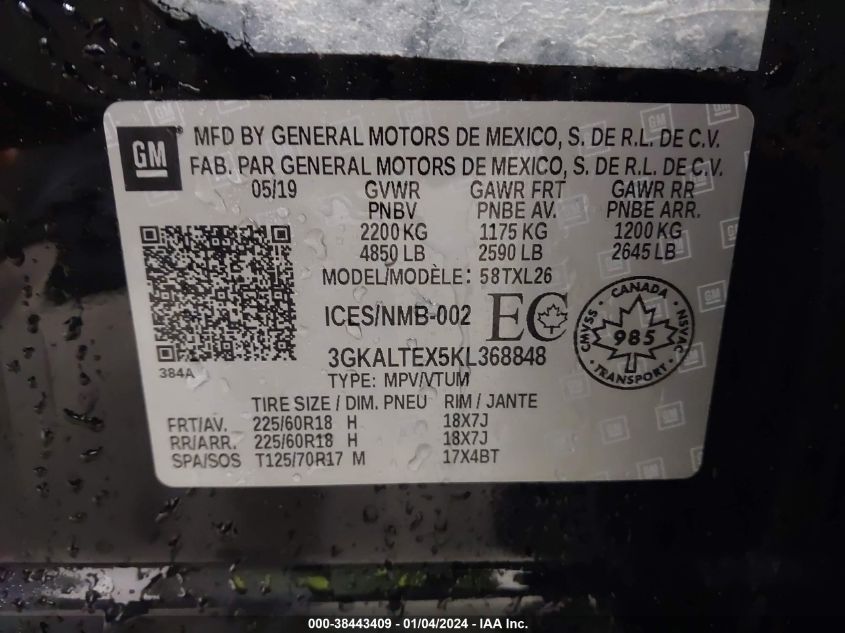 GM
MFD BY GENERAL MOTORS DE MEXICO, S. DE R.L. DE C.V.
FAB. PAR GENERAL MOTORS DE MEXICO, S. DE R.L. DE C.V.
05/19 GVWR GAWR FRT GAWR RR
PNBV PNBE AV. PNBE ARR.
2200 KG 1175 KG 1200 KG
4850 LB 2590 LB 2645 LB
MODEL/MODÈLE: 58TXL26
ICES/NMB-002 EC
CANADA
CMVSS 985 NSVAC
TRANSPORT
384A
3GKALTEX5KL368848
TYPE: MPV/VTUM
TIRE SIZE / DIM. PNEU RIM / JANTE
FRT/AV. 225/60R18 H 18X7J
RR/ARR. 225/60R18 H 18X7J
SPA/SOS T125/70R17 M 17X4BT
000-38443409 - 01/04/2024 - IAA Inc.